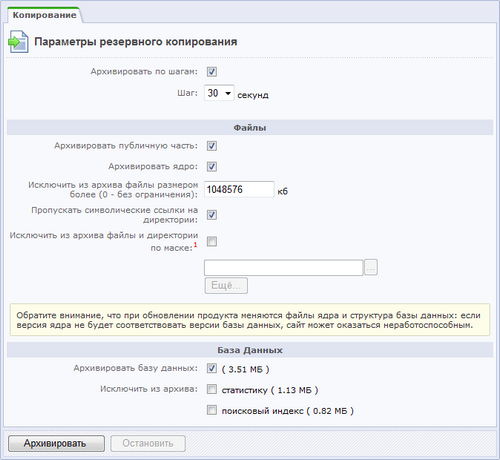 Копирование
Параметры резервного копирования
Архивировать по шагам:
Шаг: 30 секунд
Файлы
Архивировать публичную часть:
Архивировать ядро:
Исключить из архива файлы размером
более (0 - без ограничения): 1048576 кб
Пропускать символические ссылки на
директории:
Исключить из архива файлы и директории
по маске:1
...
Ещё...
Обратите внимание, что при обновлении продукта меняются файлы ядра и структура базы данных: если
версия ядра не будет соответствовать версии базы данных, сайт может оказаться неработоспособным.
База Данных
Архивировать базу данных: ( 3.51 МБ )
Исключить из архива: статистику ( 1.13 МБ )
поисковый индекс ( 0.82 МБ )
Архивировать Остановить